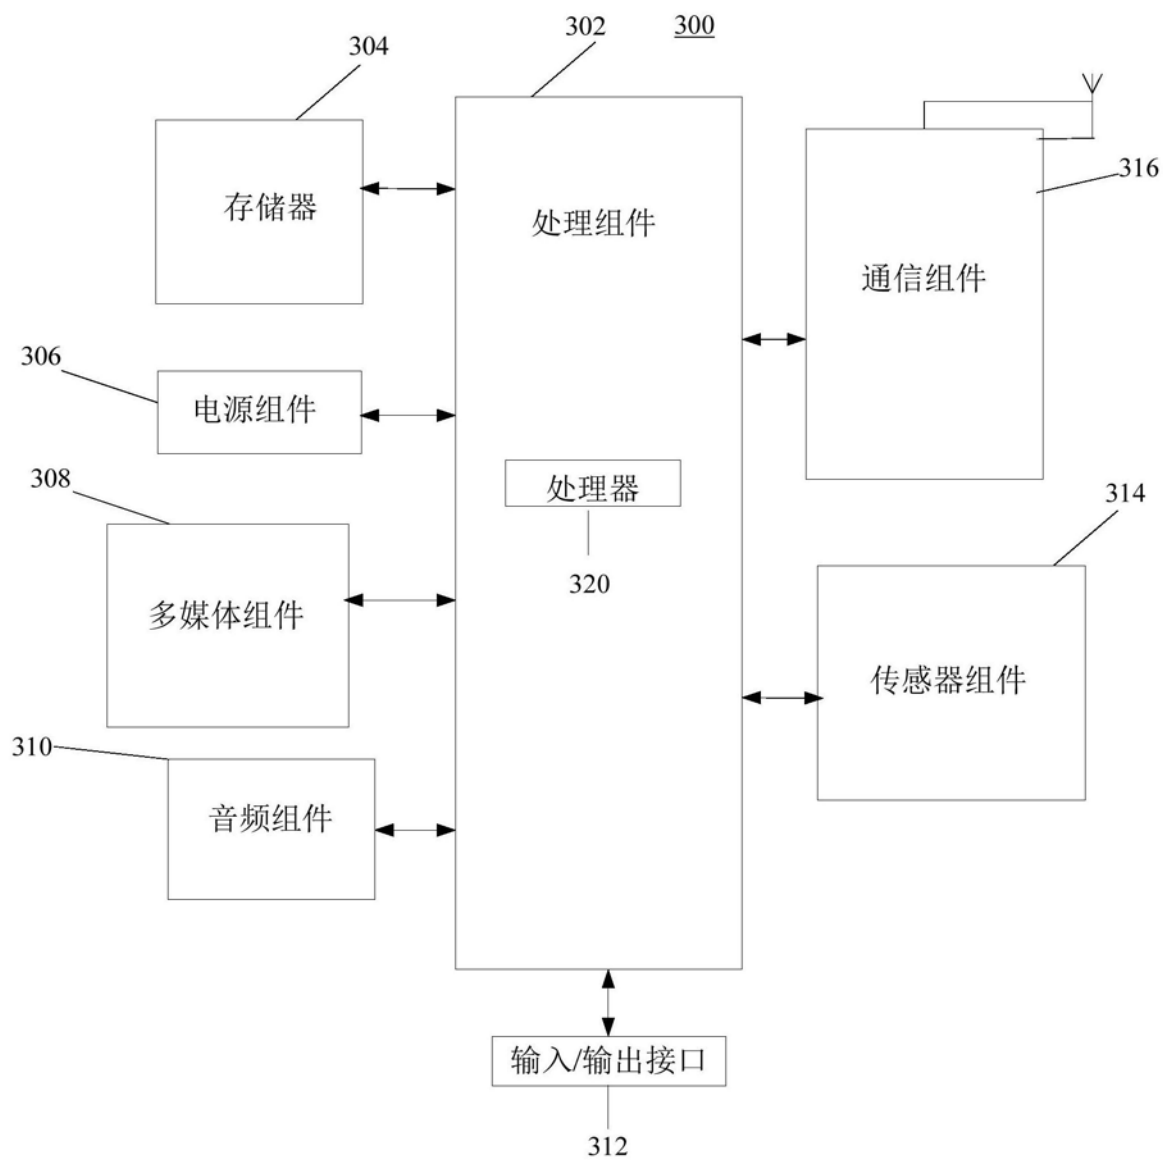 302
300
304
存储器
处理组件
316
通信组件
306
电源组件
308
处理器
314
320
多媒体组件
传感器组件
310
音频组件
输入/输出接口
312